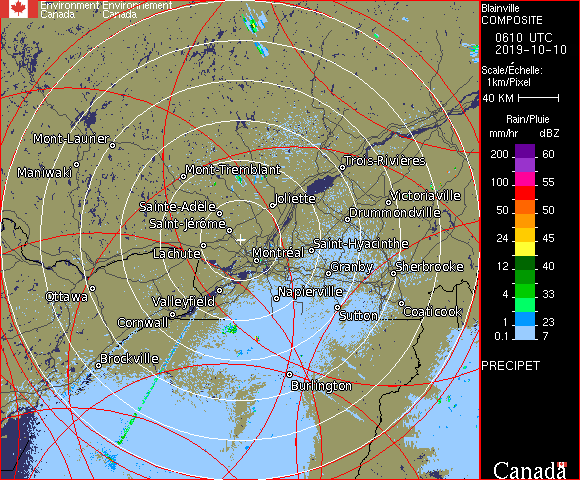 Environment Environnement
Canada Canada
Blainville
COMPOSITE
0610 UTC
2019-10-10
Scale/Échelle:
1km/Pixel
40 KM
Rain/Pluie
mm/hr dBZ
200 60
100 55
50 50
24 45
12 40
4 33
1 23
0.1 7
PRECIPET
Mont-Laurier
Maniwaki
Mont-Tremblant
Trois-Rivières
Joliette
Victoriaville
Sainte-Adèle
Drummondville
Saint-Jérôme
Saint-Hyacinthe
Lachute
Montréal
Granby
Sherbrooke
Ottawa
Valleyfield
Napierville
Cornwall
Sutton
Coaticook
Brockville
Burlington
Canada